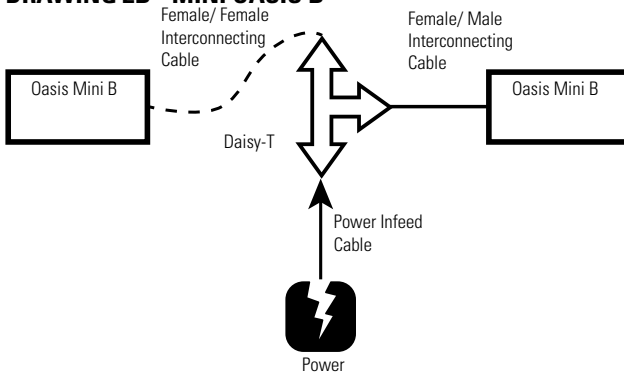 Female/ Female
Interconnecting
Cable
Female/ Male
Interconnecting
Cable
Oasis Mini B
Oasis Mini B
Daisy-T
Power Infeed
Cable
Power